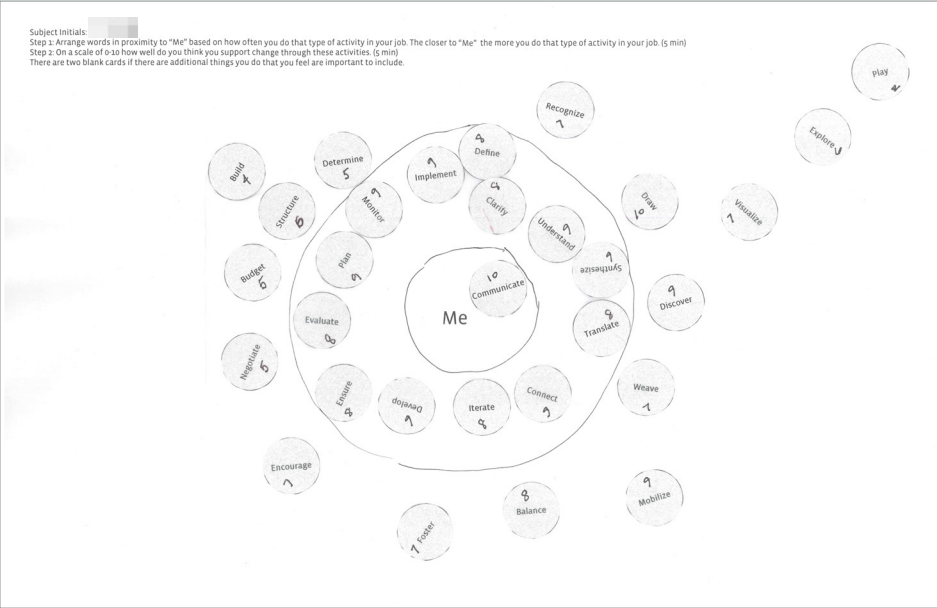 Subject Initials:
Step 1: Arrange words in proximity to “Me” based on how often you do that type of activity in your job. The closer to “Me” the more you do that type of activity in your job. (5 min)
Step 2: On a scale of 0-10 how well do you think you support change through these activities. (5 min)
There are two blank cards if there are additional things you do that you feel are important to include.
Play
Recognize
7
Explore
8
Define
Determine
5
9
Implement
Build
Monitor
9
Clarify
Structure
Draw
10
Visualize
7
Understand
9
Plan
9
Synthesize
9
Budget
10
Communicate
9
Discover
Me
Evaluate
8
8
Translate
Negotiate
5
Ensure
8
Develop
9
Iterate
8
Connect
9
Weave
7
Encourage
7
8
Balance
9
Mobilize
Foster
7